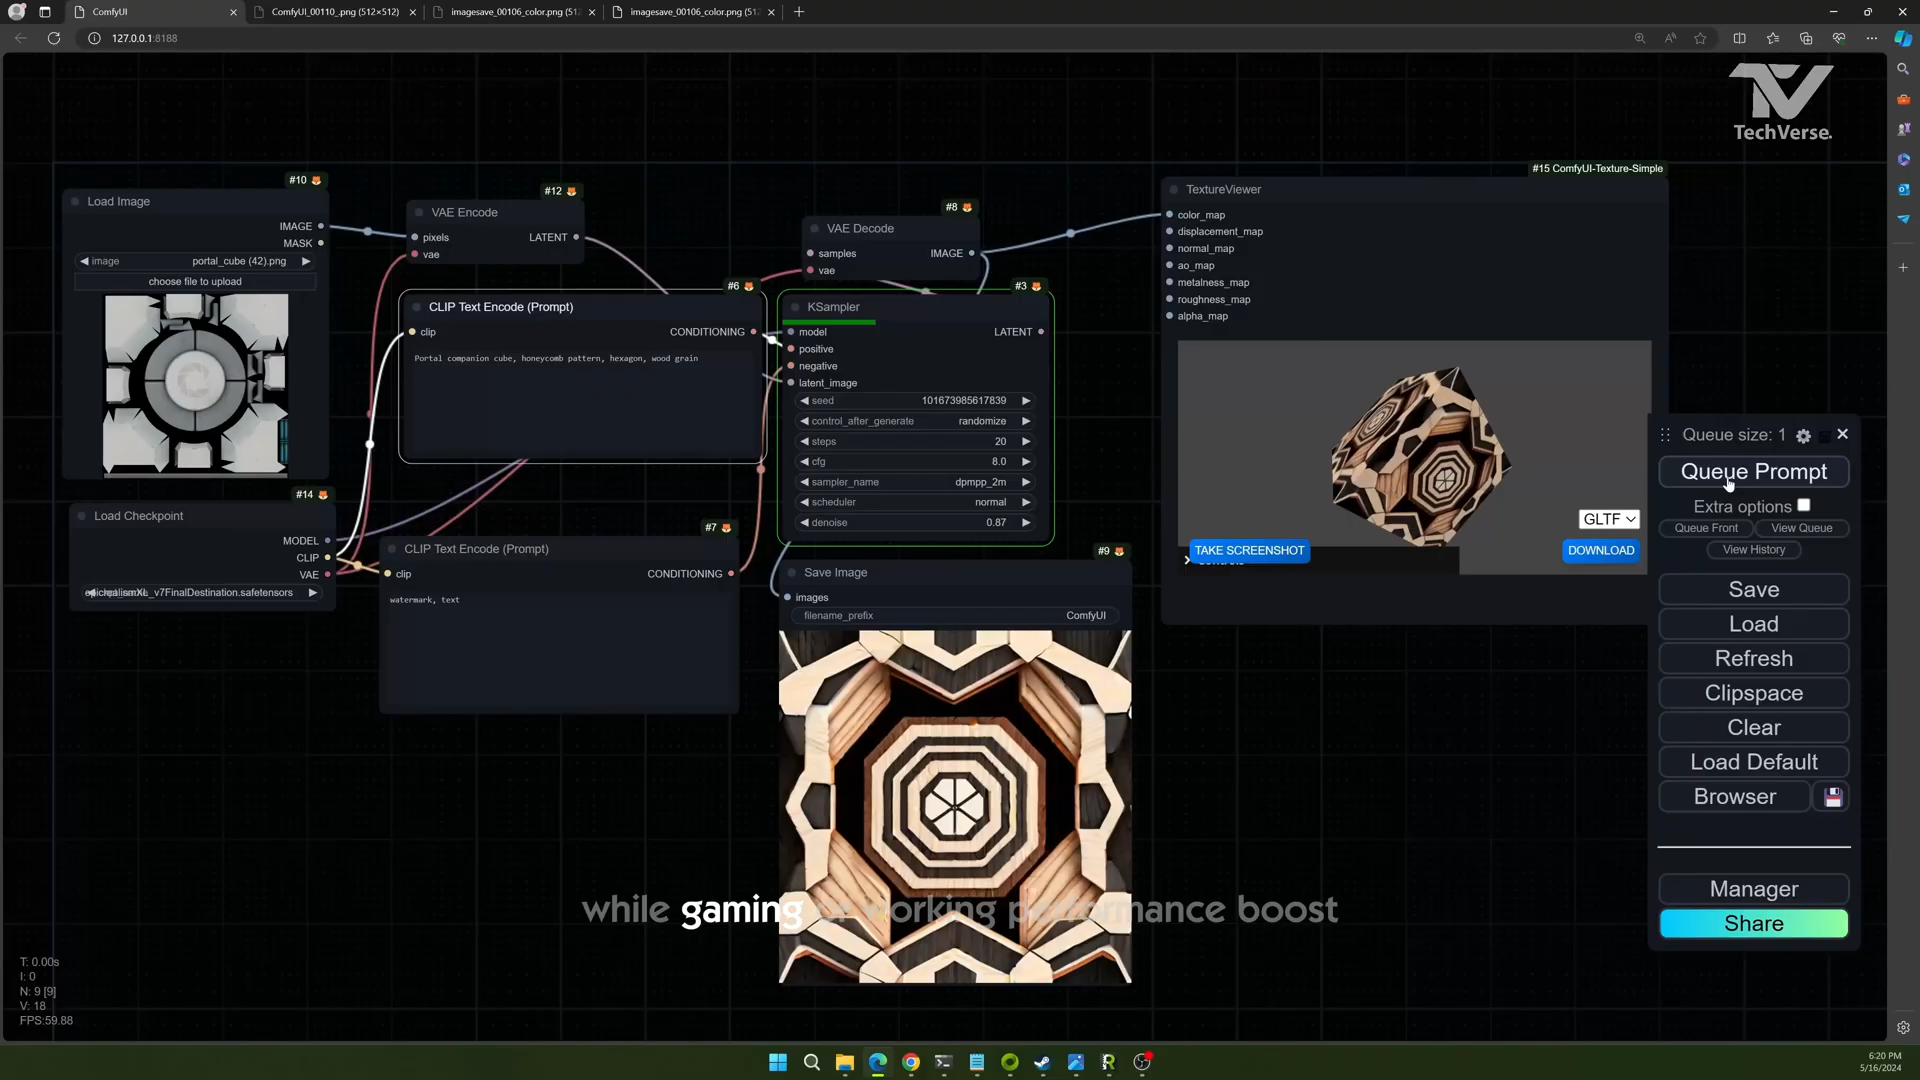 ComfyUI
ComfyUI_00110_.png (512×512)
imagesave_00106_color.png (512
imagesave_00106_color.png (512
127.0.0.1:8188
TechVerse.
#15 ComfyUI-Texture-Simple
#10
Load Image
IMAGE
MASK
image
portal_cube (42).png
choose file to upload
#12
VAE Encode
pixels
LATENT
vae
#8
VAE Decode
samples
IMAGE
vae
TextureViewer
color_map
displacement_map
normal_map
ao_map
metalness_map
roughness_map
alpha_map
GLTF
TAKE SCREENSHOT
DOWNLOAD
#6
CLIP Text Encode (Prompt)
clip
CONDITIONING
Portal companion cube, honeycomb pattern, hexagon, wood grain
#3
KSampler
model
LATENT
positive
negative
latent_image
seed
101673985617839
control_after_generate
randomize
steps
20
cfg
8.0
sampler_name
dpmpp_2m
scheduler
normal
denoise
0.87
#14
Load Checkpoint
MODEL
CLIP
VAE
_v7FinalDestination.safetensors
#7
CLIP Text Encode (Prompt)
clip
CONDITIONING
watermark, text
#9
Save Image
images
filename_prefix
ComfyUI
Queue size: 1
Queue Prompt
Extra options
Queue Front
View Queue
View History
Save
Load
Refresh
Clipspace
Clear
Load Default
Browser
Manager
Share
while gaming or working performance boost
T: 0.00s
I: 0
N: 9 [9]
V: 18
FPS:59.88
6:20 PM
5/16/2024